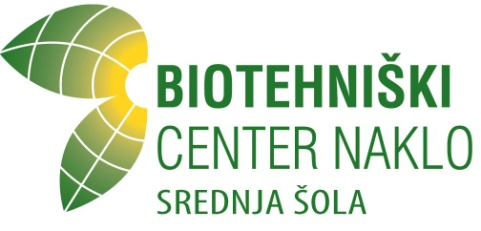 BIOTEHNIŠKI
CENTER NAKLO
SREDNJA ŠOLA